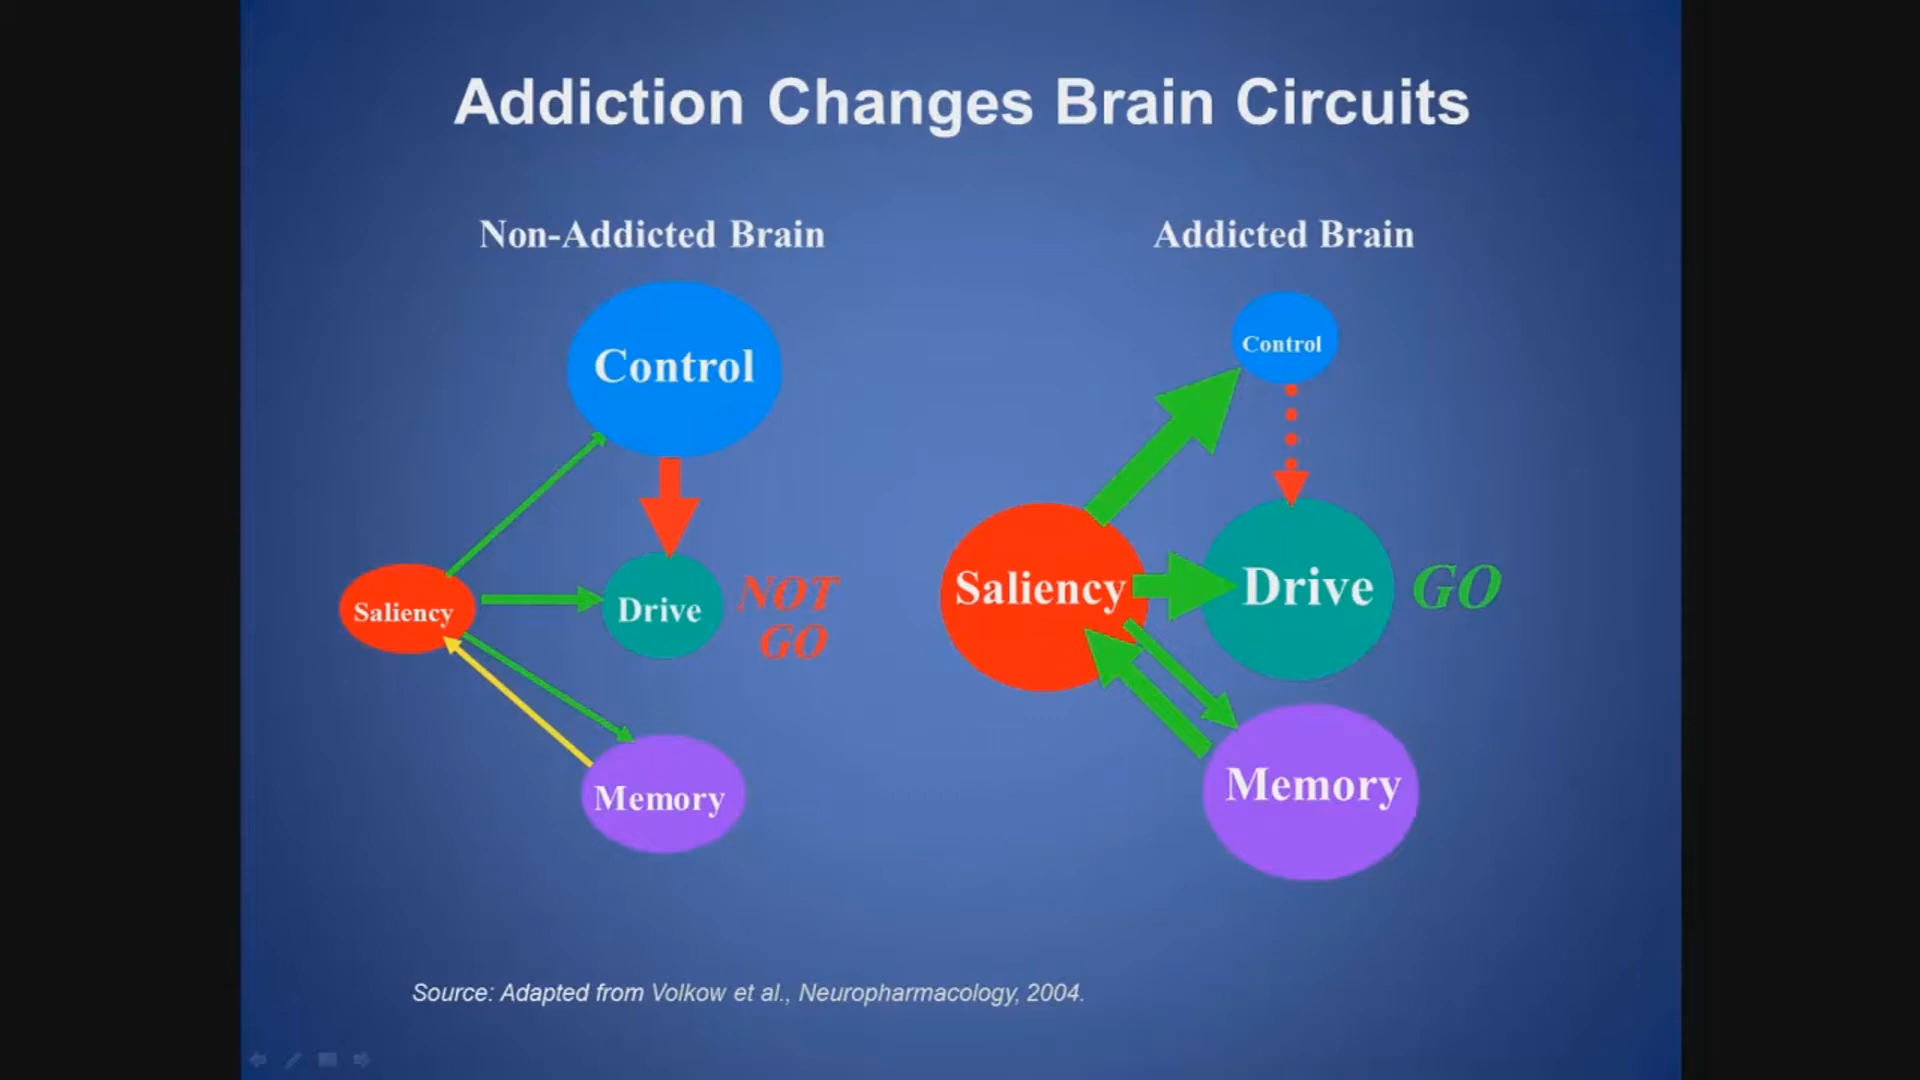 Addiction Changes Brain Circuits
Non-Addicted Brain
Control
Saliency
Drive
NOT
GO
Memory
Addicted Brain
Control
Saliency
Drive
GO
Memory
Source: Adapted from Volkow et al., Neuropharmacology, 2004.